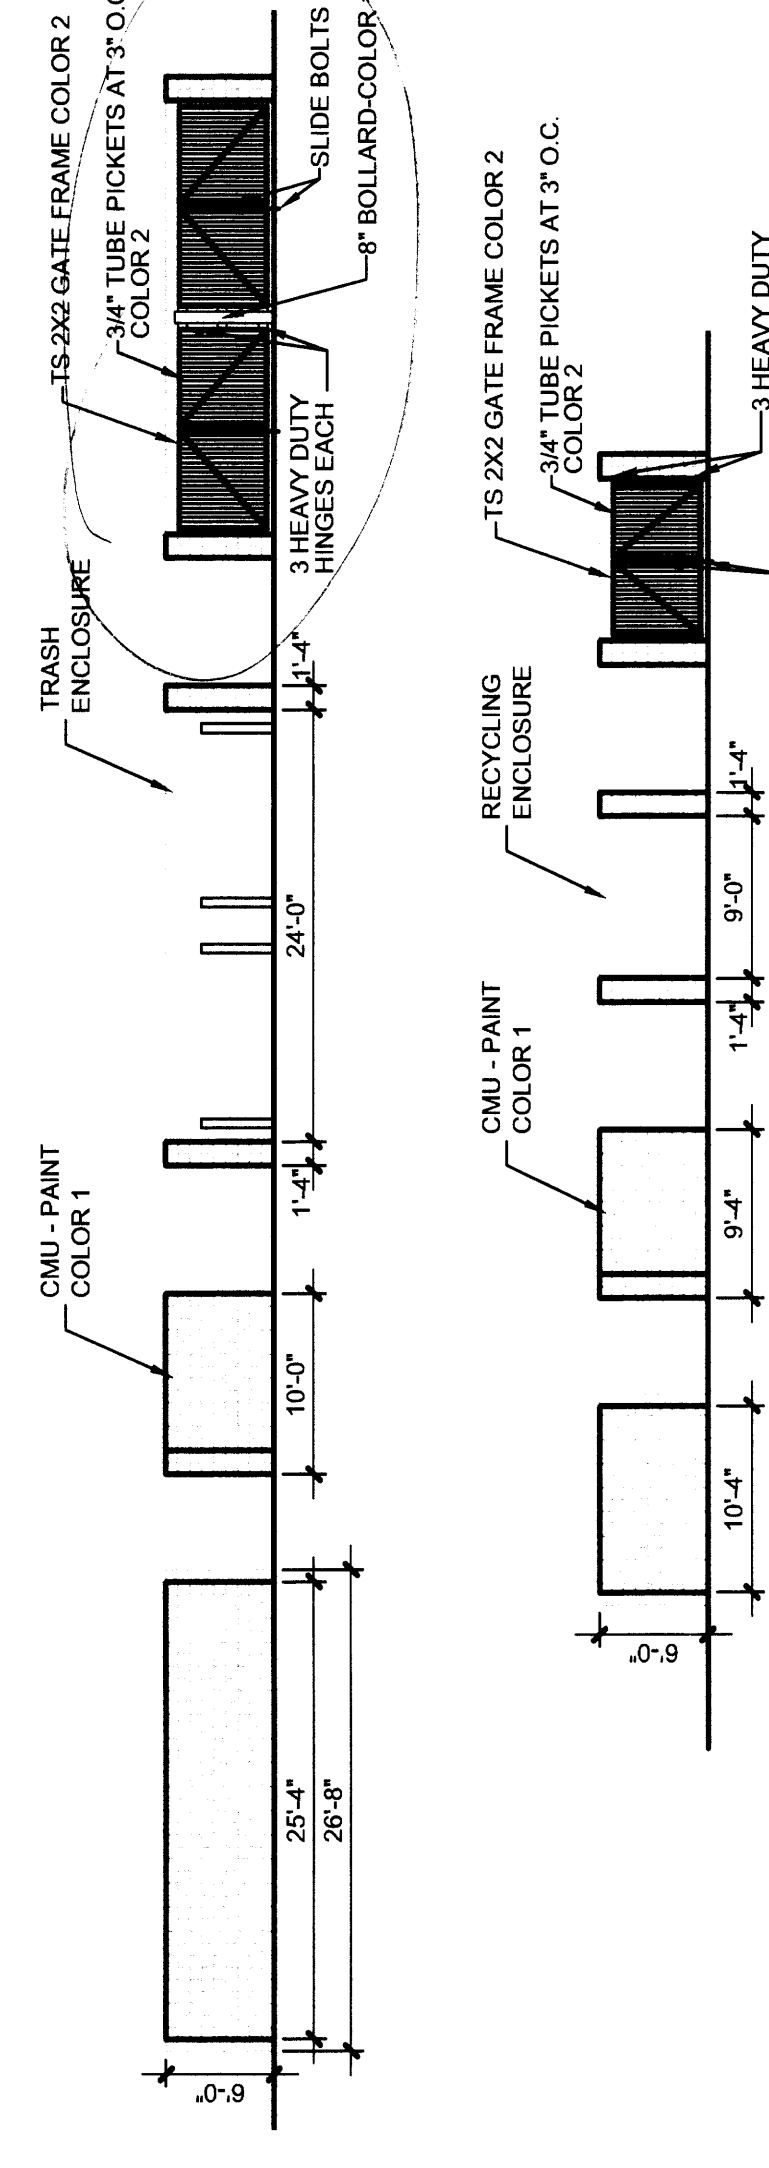 TS 2X2 GATE FRAME COLOR 2
3/4" TUBE PICKETS AT 3" O.C.
COLOR 2
SLIDE BOLTS
8" BOLLARD-COLOR
3 HEAVY DUTY
HINGES EACH
TRASH
ENCLOSURE
1'-4"
24'-0"
1'-4"
CMU - PAINT
COLOR 1
10'-0"
25'-4"
26'-8"
6'-0"
TS 2X2 GATE FRAME COLOR 2
3/4" TUBE PICKETS AT 3" O.C.
COLOR 2
3 HEAVY DUTY
RECYCLING
ENCLOSURE
1'-4"
9'-0"
1'-4"
CMU - PAINT
COLOR 1
9'-4"
10'-4"
6'-0"